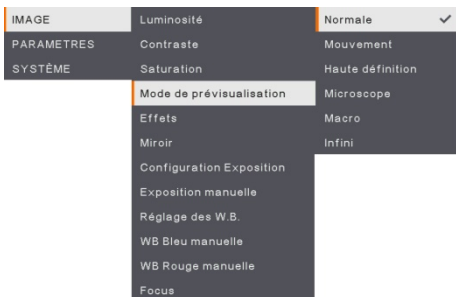 IMAGE
PARAMETRES
SYSTÈME
Luminosité
Contraste
Saturation
Mode de prévisualisation
Effets
Miroir
Configuration Exposition
Exposition manuelle
Réglage des W.B.
WB Bleu manuelle
WB Rouge manuelle
Focus
Normale
Mouvement
Haute définition
Microscope
Macro
Infini